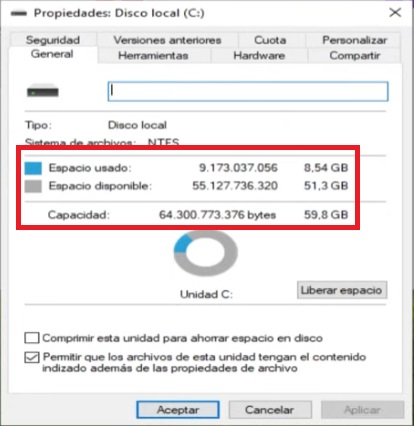 Propiedades: Disco local (C:)
Seguridad Versiones anteriores Cuota Personalizar
General Herramientas Hardware Compartir
Tipo: Disco local
Sistema de archivos: NTFS
Espacio usado: 9.173.037.056 8,54 GB
Espacio disponible: 55.127.736.320 51,3 GB
Capacidad: 64.300.773.376 bytes 59,8 GB
Unidad C: Liberar espacio
Comprimir esta unidad para ahorrar espacio en disco
Permitir que los archivos de esta unidad tengan el contenido
indizado además de las propiedades de archivo
Aceptar Cancelar Aplicar